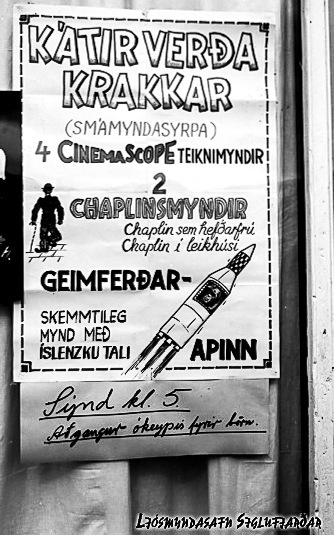 KÁTIR VERÐA
KRAKKAR
(SMÁMYNDASYRPA)
4 CINEMASCOPE TEIKNIMYNDIR
2
CHAPLINSMYNDIR
Chaplin sem hefðarfrú
Chaplin í leikhúsi
GEIMFERÐAR-
APINN
SKEMMTILEG
MYND MEÐ
ÍSLENZKU TALI
Sýnd kl. 5.
Aðgangur ókeypis fyrir börn.
Ljósmyndasafn Siglufjarðar